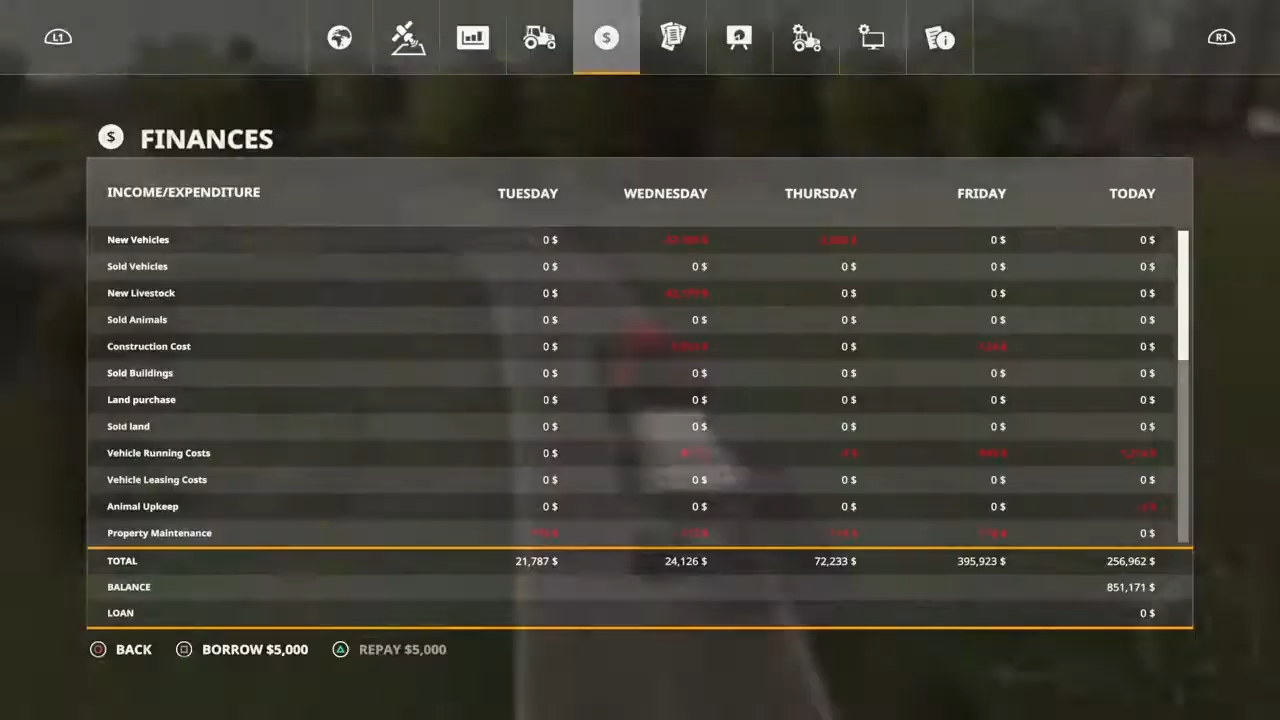 L1
R1
FINANCES
INCOME/EXPENDITURE TUESDAY WEDNESDAY THURSDAY FRIDAY TODAY
New Vehicles 0 $ 0 $ 0 $
Sold Vehicles 0 $ 0 $ 0 $ 0 $ 0 $
New Livestock 0 $ 0 $ 0 $ 0 $
Sold Animals 0 $ 0 $ 0 $ 0 $ 0 $
Construction Cost 0 $ 0 $ 0 $
Sold Buildings 0 $ 0 $ 0 $ 0 $ 0 $
Land purchase 0 $ 0 $ 0 $ 0 $ 0 $
Sold land 0 $ 0 $ 0 $ 0 $ 0 $
Vehicle Running Costs 0 $
Vehicle Leasing Costs 0 $ 0 $ 0 $ 0 $ 0 $
Animal Upkeep 0 $ 0 $ 0 $ 0 $
Property Maintenance 0 $
TOTAL 21,787 $ 24,126 $ 72,233 $ 395,923 $ 256,962 $
BALANCE 851,171 $
LOAN 0 $
BACK BORROW $5,000 REPAY $5,000